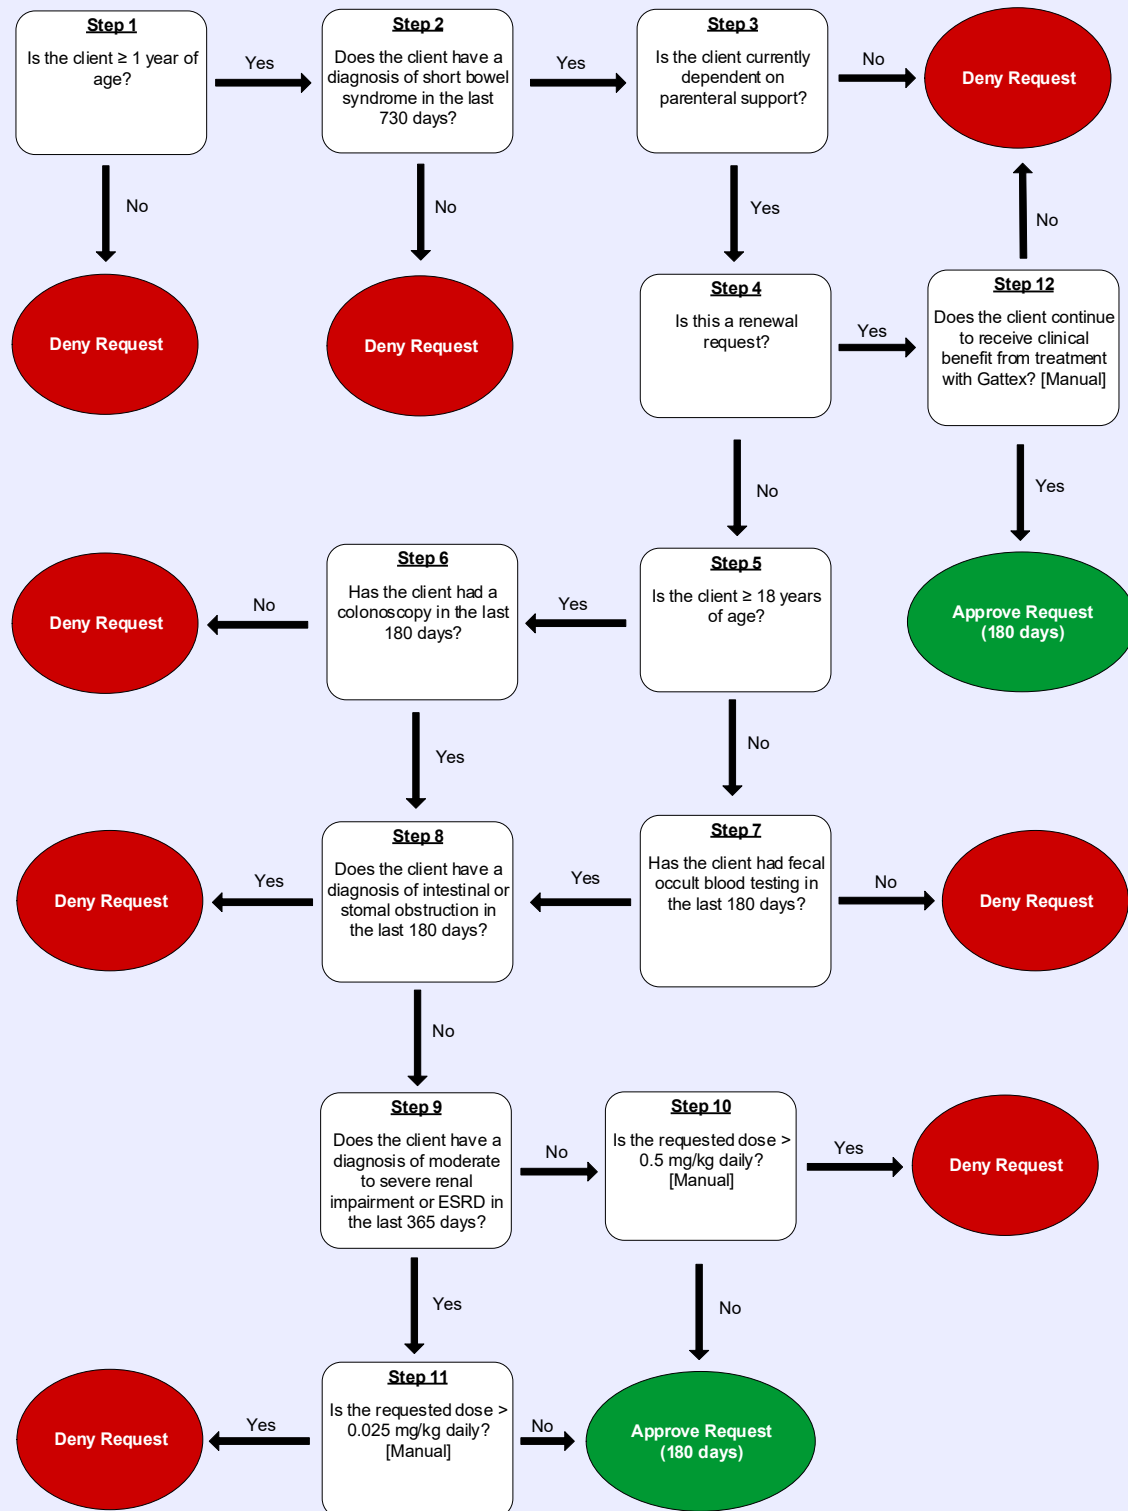 Step 1
Is the client ≥ 1 year of
age?
Yes
No
Deny Request
Step 2
Does the client have a
diagnosis of short bowel
syndrome in the last
730 days?
Yes
No
Deny Request
Step 3
Is the client currently
dependent on
parenteral support?
No
Deny Request
Yes
Step 4
Is this a renewal
request?
Yes
Step 12
Does the client continue
to receive clinical
benefit from treatment
with Gattex? [Manual]
No
Yes
Approve Request
(180 days)
No
Step 5
Is the client ≥ 18 years
of age?
Yes
Step 6
Has the client had a
colonoscopy in the last
180 days?
No
Deny Request
Yes
No
Step 7
Has the client had fecal
occult blood testing in
the last 180 days?
No
Deny Request
Yes
Step 8
Does the client have a
diagnosis of intestinal or
stomal obstruction in
the last 180 days?
Yes
Deny Request
No
Step 9
Does the client have a
diagnosis of moderate
to severe renal
impairment or ESRD in
the last 365 days?
No
Step 10
Is the requested dose >
0.5 mg/kg daily?
[Manual]
Yes
Deny Request
No
Yes
Step 11
Is the requested dose >
0.025 mg/kg daily?
[Manual]
Yes
Deny Request
No
Approve Request
(180 days)